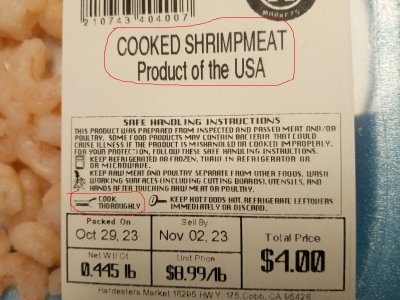 210743 404007
MARKETS
COOKED SHRIMPMEAT
Product of the USA
SAFE HANDLING INSTRUCTIONS
THIS PRODUCT WAS PREPARED FROM INSPECTED AND PASSED MEAT AND/OR
POULTRY. SOME FOOD PRODUCTS MAY CONTAIN BACTERIA THAT COULD
CAUSE ILLNESS IF THE PRODUCT IS MISHANDLED OR COOKED IMPROPERLY.
FOR YOUR PROTECTION, FOLLOW THESE SAFE HANDLING INSTRUCTIONS.
KEEP REFRIGERATED OR FROZEN. THAW IN REFRIGERATOR OR
OR MICROWAVE.
KEEP RAW MEAT AND POULTRY SEPARATE FROM OTHER FOODS. WASH
WORKING SURFACES (INCLUDING CUTTING BOARDS), UTENSILS, AND
HANDS AFTER TOUCHING RAW MEAT OR POULTRY.
COOK THOROUGHLY
KEEP HOT FOODS HOT. REFRIGERATE LEFTOVERS
IMMEDIATELY OR DISCARD.
Packed On
Oct 29, 23
Sell By
Nov 02, 23
Total Price
$4.00
Net Wt/Ct
0.445 lb
Unit Price
$8.99/lb
Hardesters Market 16295 HWY 175, Cobb, CA 95426